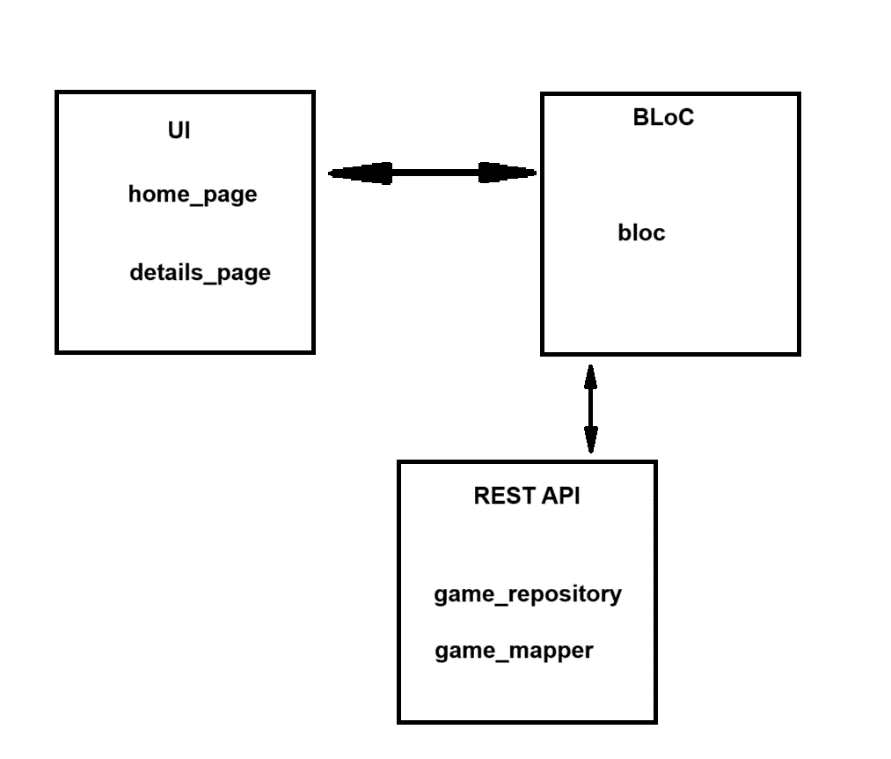 UI
home_page
details_page
BLoC
bloc
REST API
game_repository
game_mapper